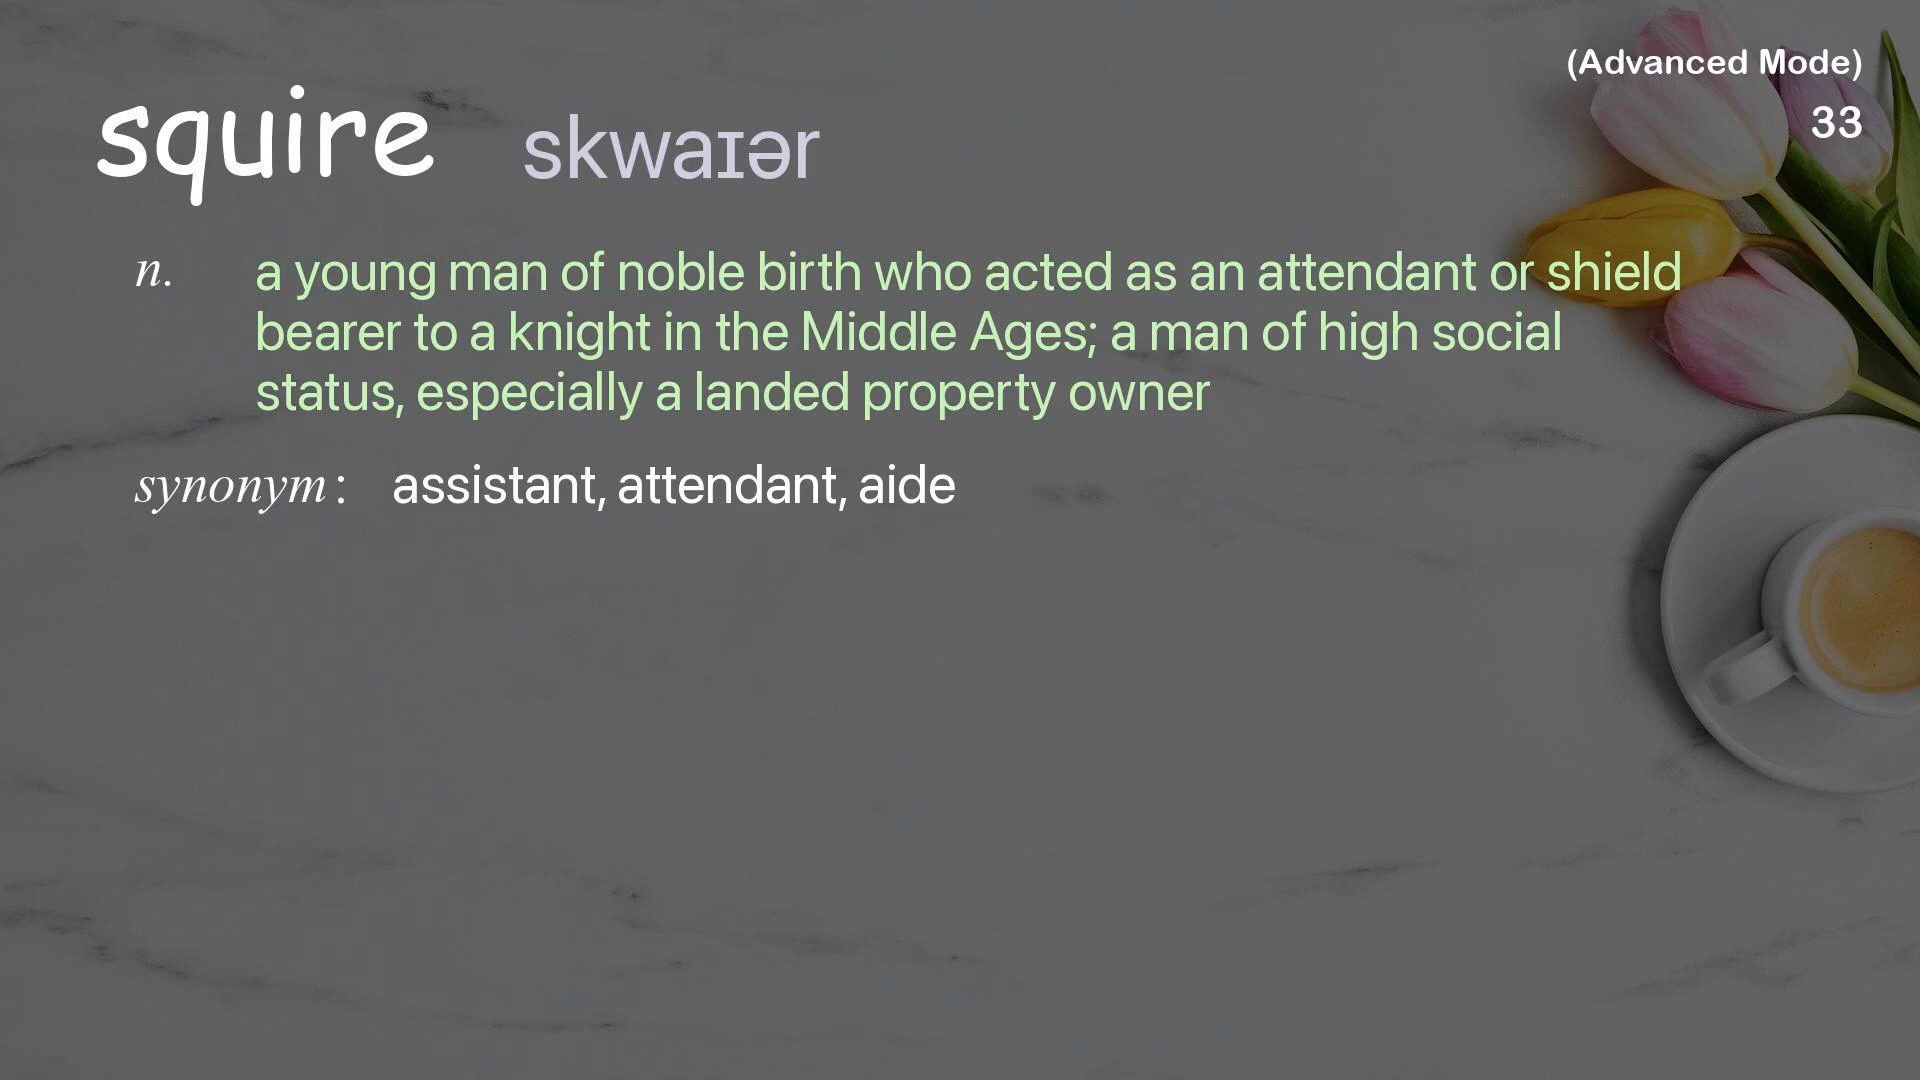 (Advanced Mode)
33
squire skwaɪər
n. a young man of noble birth who acted as an attendant or shield
bearer to a knight in the Middle Ages; a man of high social
status, especially a landed property owner
synonym: assistant, attendant, aide